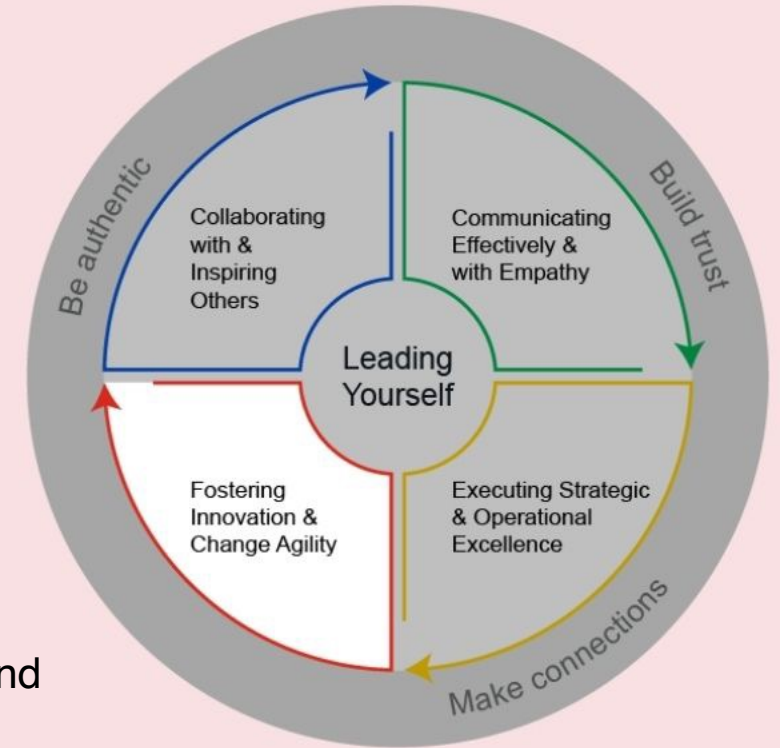 Be authentic
Build trust
Collaborating
with &
Inspiring
Others
Communicating
Effectively &
with Empathy
Leading
Yourself
Fostering
Innovation &
Change Agility
Executing Strategic
& Operational
Excellence
Make connections